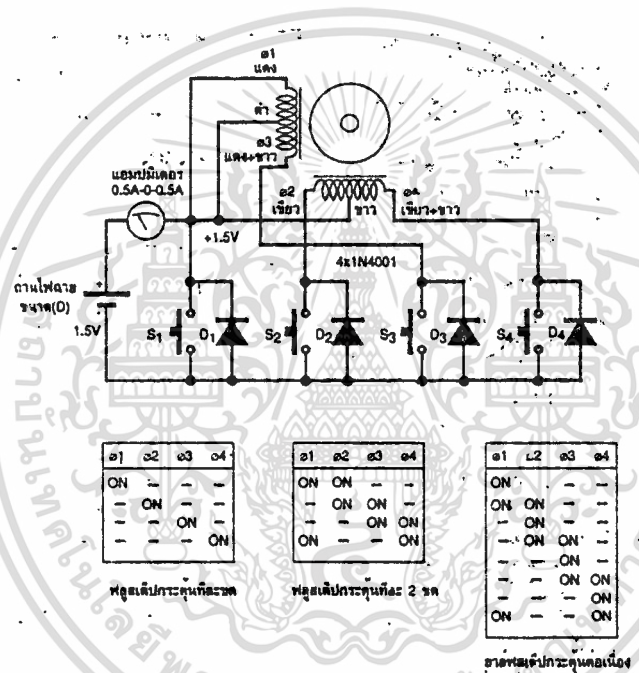 ø1
แดง
ดำ
ø3
แดง+ขาว
แอมป์มิเตอร์
0.5A-0-0.5A
ø2
เขียว
ขาว
ø4
เขียว+ขาว
+1.5V
4x1N4001
ถ่านไฟฉาย
ขนาด(D)
1.5V
S1
D1
S2
D2
S3
D3
S4
D4
ø1 ø2 ø3 ø4
ON – – –
– ON – –
– – ON –
– – – ON
ฟลูสเต็ปกระตุ้นทีละขด
ø1 ø2 ø3 ø4
ON ON – –
– ON ON –
– – ON ON
ON – – ON
ฟลูสเต็ปกระตุ้นทีละ 2 ขด
ø1 ø2 ø3 ø4
ON – – –
ON ON – –
– ON – –
– ON ON –
– – ON –
– – ON ON
– – – ON
ON – – ON
ฮาล์ฟสเต็ปกระตุ้นต่อเนื่อง